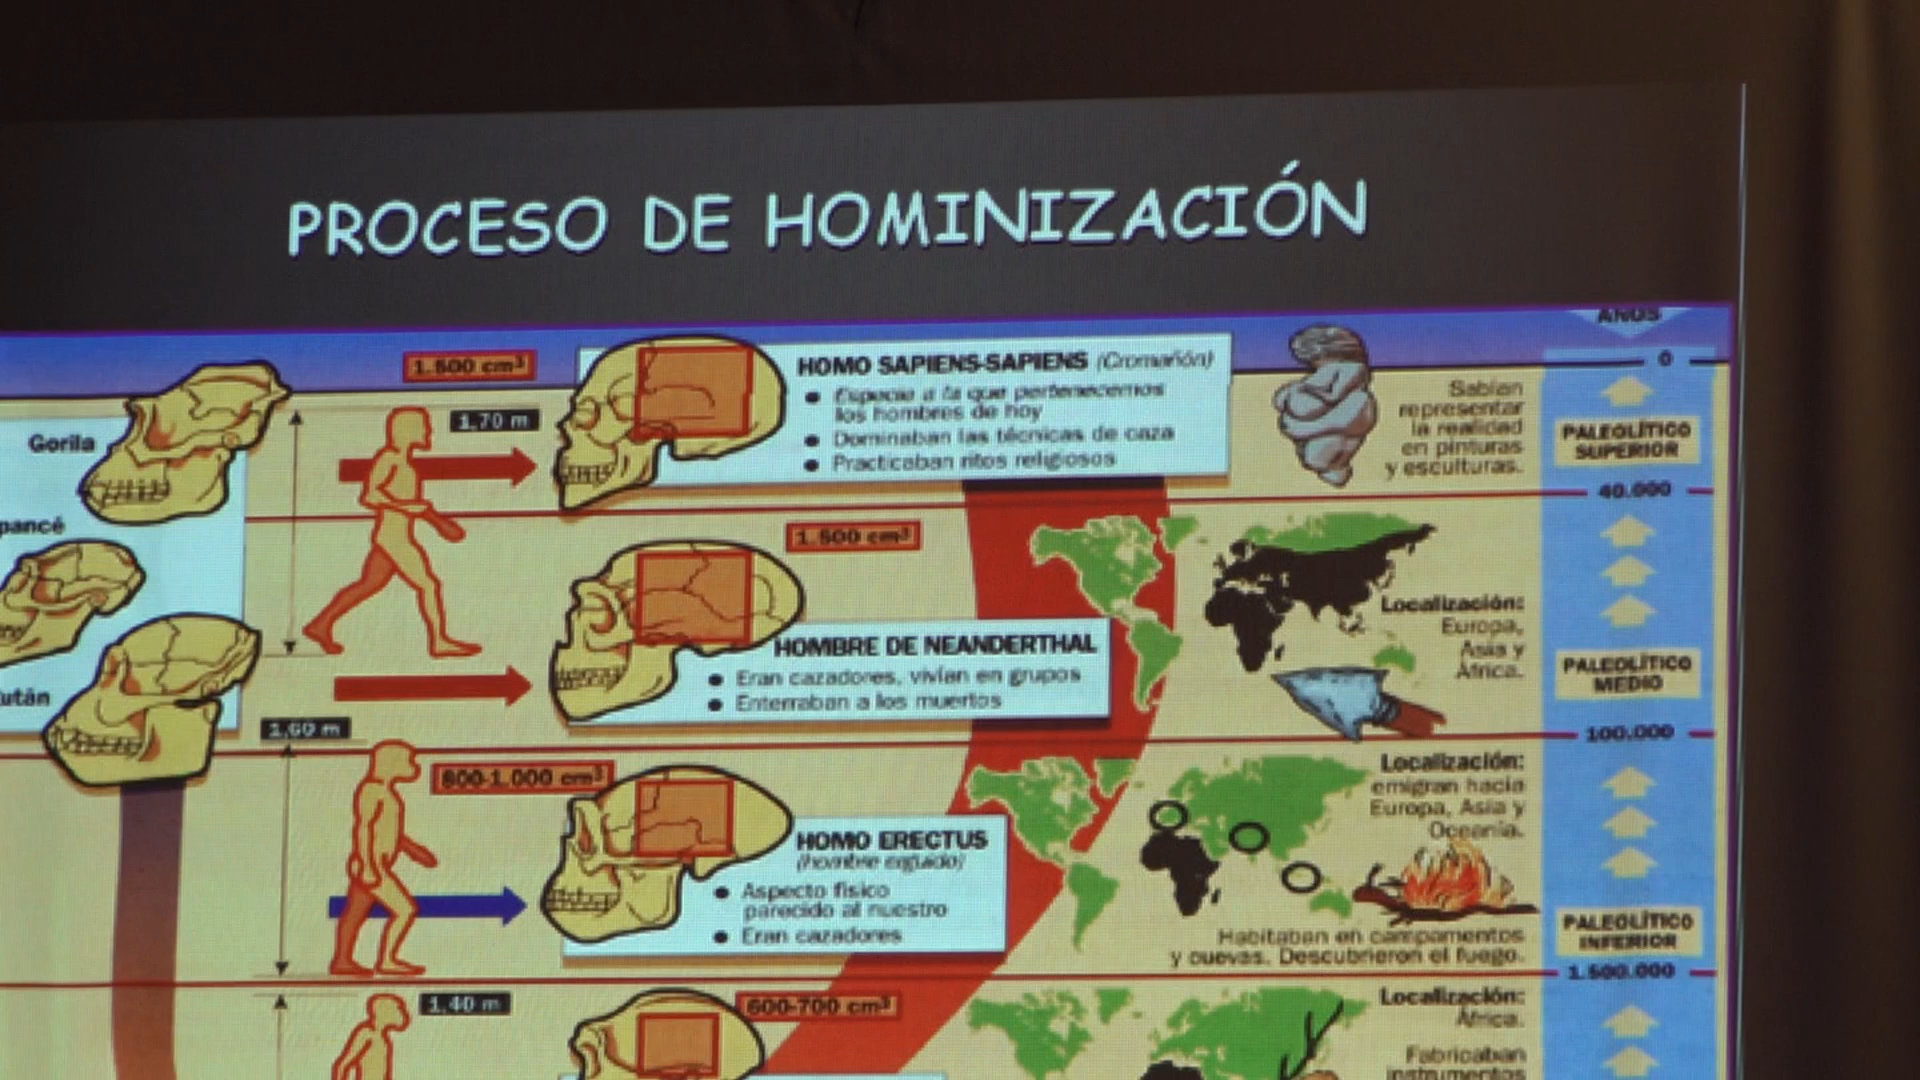 PROCESO DE HOMINIZACIÓN
AÑOS
0
1.500 cm³
1,70 m
HOMO SAPIENS-SAPIENS (Cromañón)
Especie a la que pertenecemos
los hombres de hoy
Dominaban las técnicas de caza
Practicaban ritos religiosos
Sabían
representar
la realidad
en pinturas
y esculturas.
PALEOLÍTICO
SUPERIOR
Gorila
40.000
pancé
1.500 cm³
HOMBRE DE NEANDERTHAL
Eran cazadores, vivían en grupos
Enterraban a los muertos
Localización:
Europa,
Asia y
África.
PALEOLÍTICO
MEDIO
után
1,60 m
100.000
800-1.000 cm³
HOMO ERECTUS
(hombre erguido)
Aspecto físico
parecido al nuestro
Eran cazadores
Localización:
emigran hacia
Europa, Asia y
Oceanía.
Habitaban en campamentos
y cuevas. Descubrieron el fuego.
PALEOLÍTICO
INFERIOR
1.500.000
1,40 m
600-700 cm³
Localización:
África.
Fabricaban
instrumentos